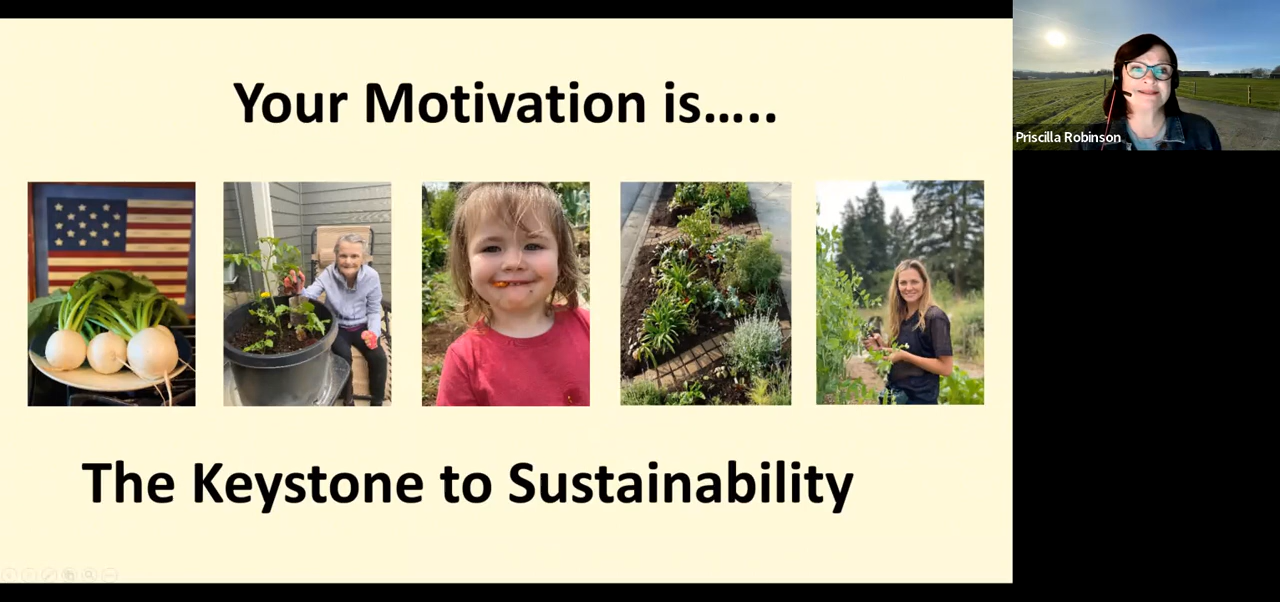 Your Motivation is.....
Priscilla Robinson
The Keystone to Sustainability